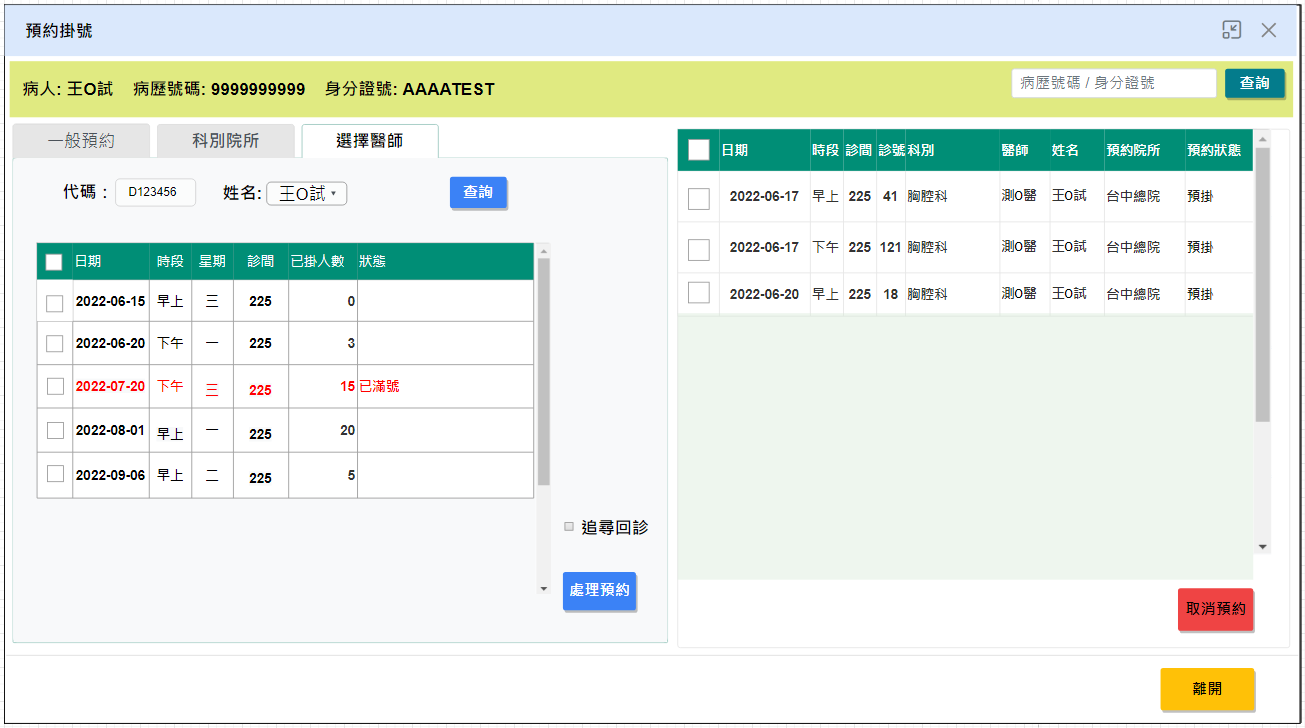 預約掛號
病人: 王O試 病歷號碼: 9999999999 身分證號: AAAATEST
病歷號碼 / 身分證號 查詢
一般預約 科別院所 選擇醫師
代碼： D123456 姓名: 王O試 查詢
日期 時段 星期 診間 已掛人數 狀態
2022-06-15 早上 三 225 0
2022-06-20 下午 一 225 3
2022-07-20 下午 三 225 15 已滿號
2022-08-01 早上 一 225 20
2022-09-06 早上 二 225 5
追尋回診
處理預約
日期 時段 診間 診號 科別 醫師 姓名 預約院所 預約狀態
2022-06-17 早上 225 41 胸腔科 測O醫 王O試 台中總院 預掛
2022-06-17 下午 225 121 胸腔科 測O醫 王O試 台中總院 預掛
2022-06-20 早上 225 18 胸腔科 測O醫 王O試 台中總院 預掛
取消預約
離開